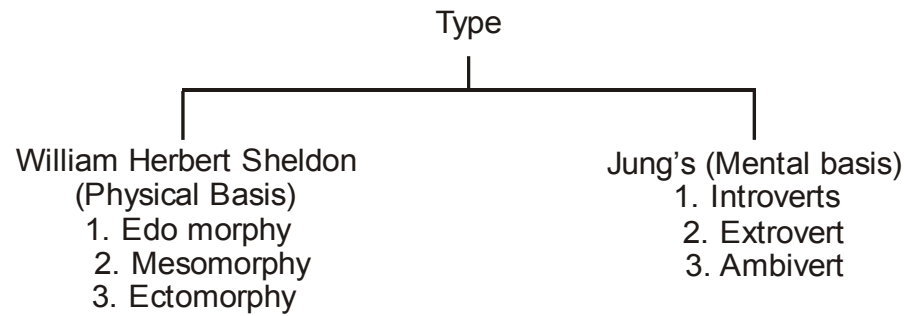 Type
William Herbert Sheldon
(Physical Basis)
1. Edo morphy
2. Mesomorphy
3. Ectomorphy
Jung's (Mental basis)
1. Introverts
2. Extrovert
3. Ambivert